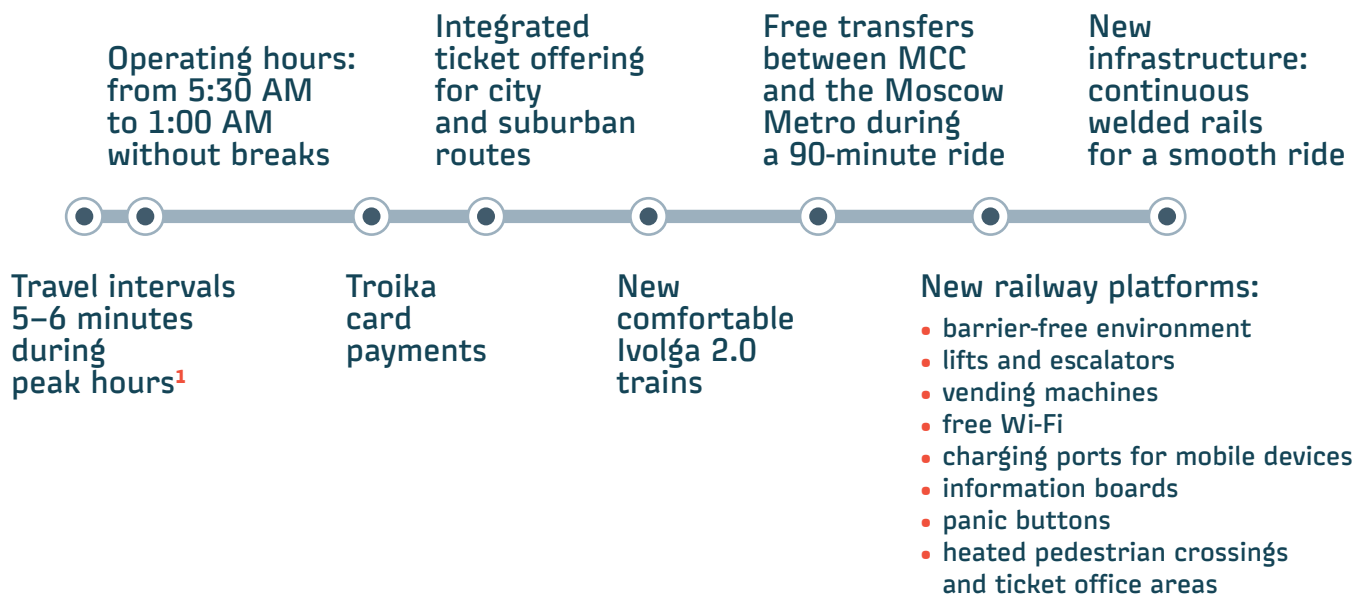 Operating hours:
from 5:30 AM
to 1:00 AM
without breaks
Integrated
ticket offering
for city
and suburban
routes
Free transfers
between MCC
and the Moscow
Metro during
a 90-minute ride
New
infrastructure:
continuous
welded rails
for a smooth ride
Travel intervals
5–6 minutes
during
peak hours¹
Troika
card
payments
New
comfortable
Ivolga 2.0
trains
New railway platforms:
• barrier-free environment
• lifts and escalators
• vending machines
• free Wi-Fi
• charging ports for mobile devices
• information boards
• panic buttons
• heated pedestrian crossings
and ticket office areas